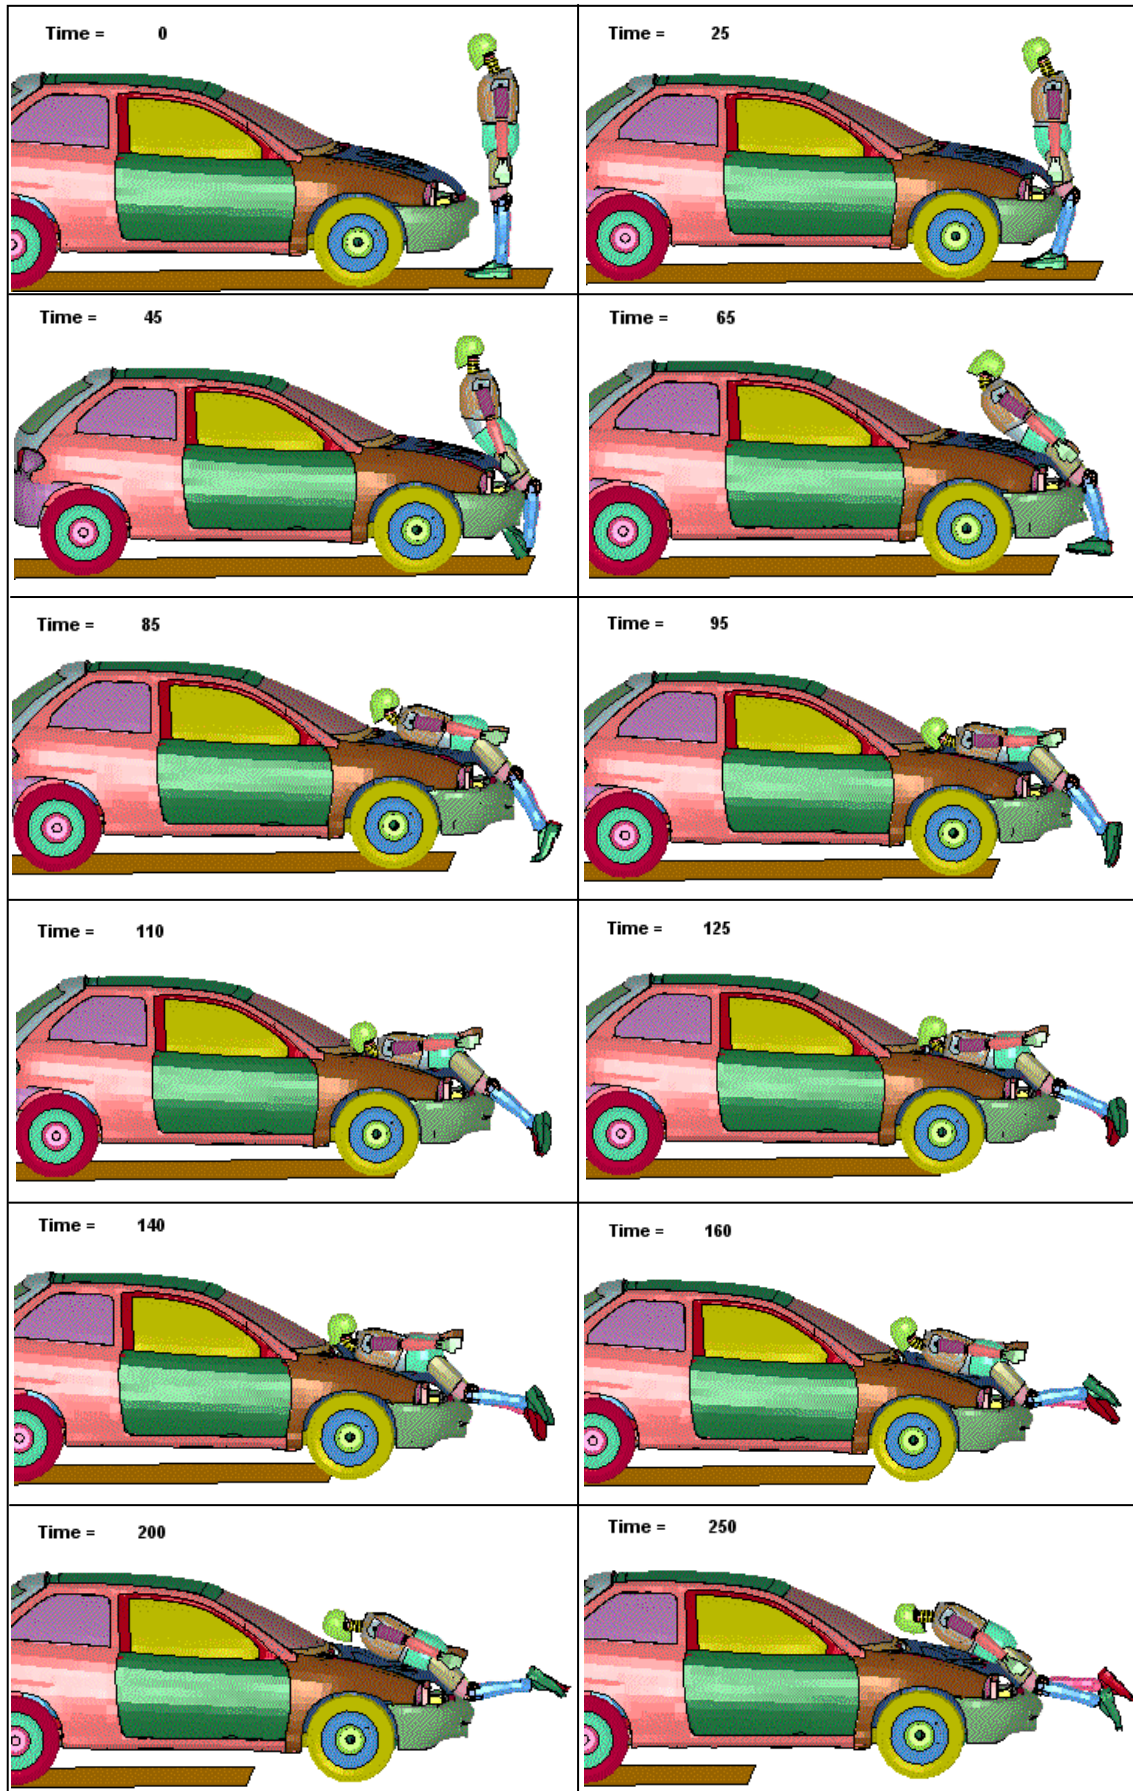 Time = 0
Time = 25
Time = 45
Time = 65
Time = 85
Time = 95
Time = 110
Time = 125
Time = 140
Time = 160
Time = 200
Time = 250